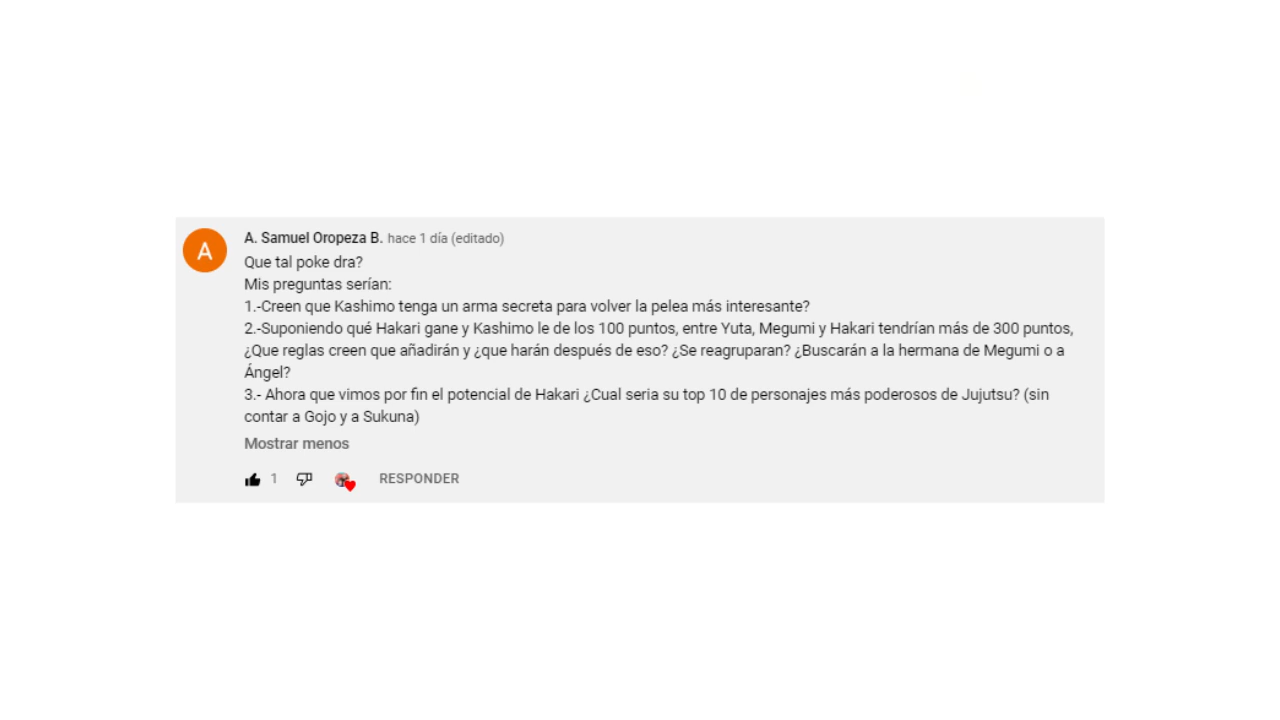 A
A. Samuel Oropeza B. hace 1 día (editado)
Que tal poke dra?
Mis preguntas serían:
1.-Creen que Kashimo tenga un arma secreta para volver la pelea más interesante?
2.-Suponiendo qué Hakari gane y Kashimo le de los 100 puntos, entre Yuta, Megumi y Hakari tendrían más de 300 puntos,
¿Que reglas creen que añadirán y ¿que harán después de eso? ¿Se reagruparan? ¿Buscarán a la hermana de Megumi o a
Ángel?
3.- Ahora que vimos por fin el potencial de Hakari ¿Cual seria su top 10 de personajes más poderosos de Jujutsu? (sin
contar a Gojo y a Sukuna)
Mostrar menos
1 RESPONDER